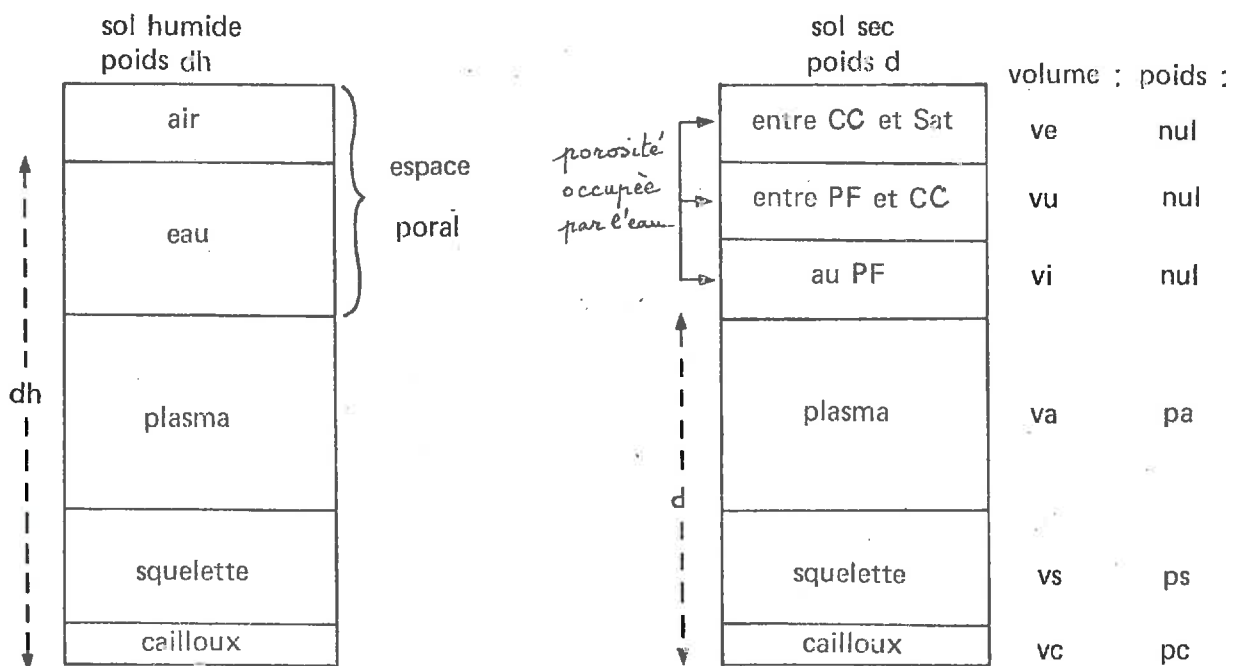 sol humide
poids dh
air
eau
plasma
squelette
cailloux
dh
espace
poral
porosité
occupèe
par l'eau
sol sec
poids d
volume : poids :
entre CC et Sat ve nul
entre PF et CC vu nul
au PF vi nul
plasma va pa
squelette vs ps
cailloux vc pc
d